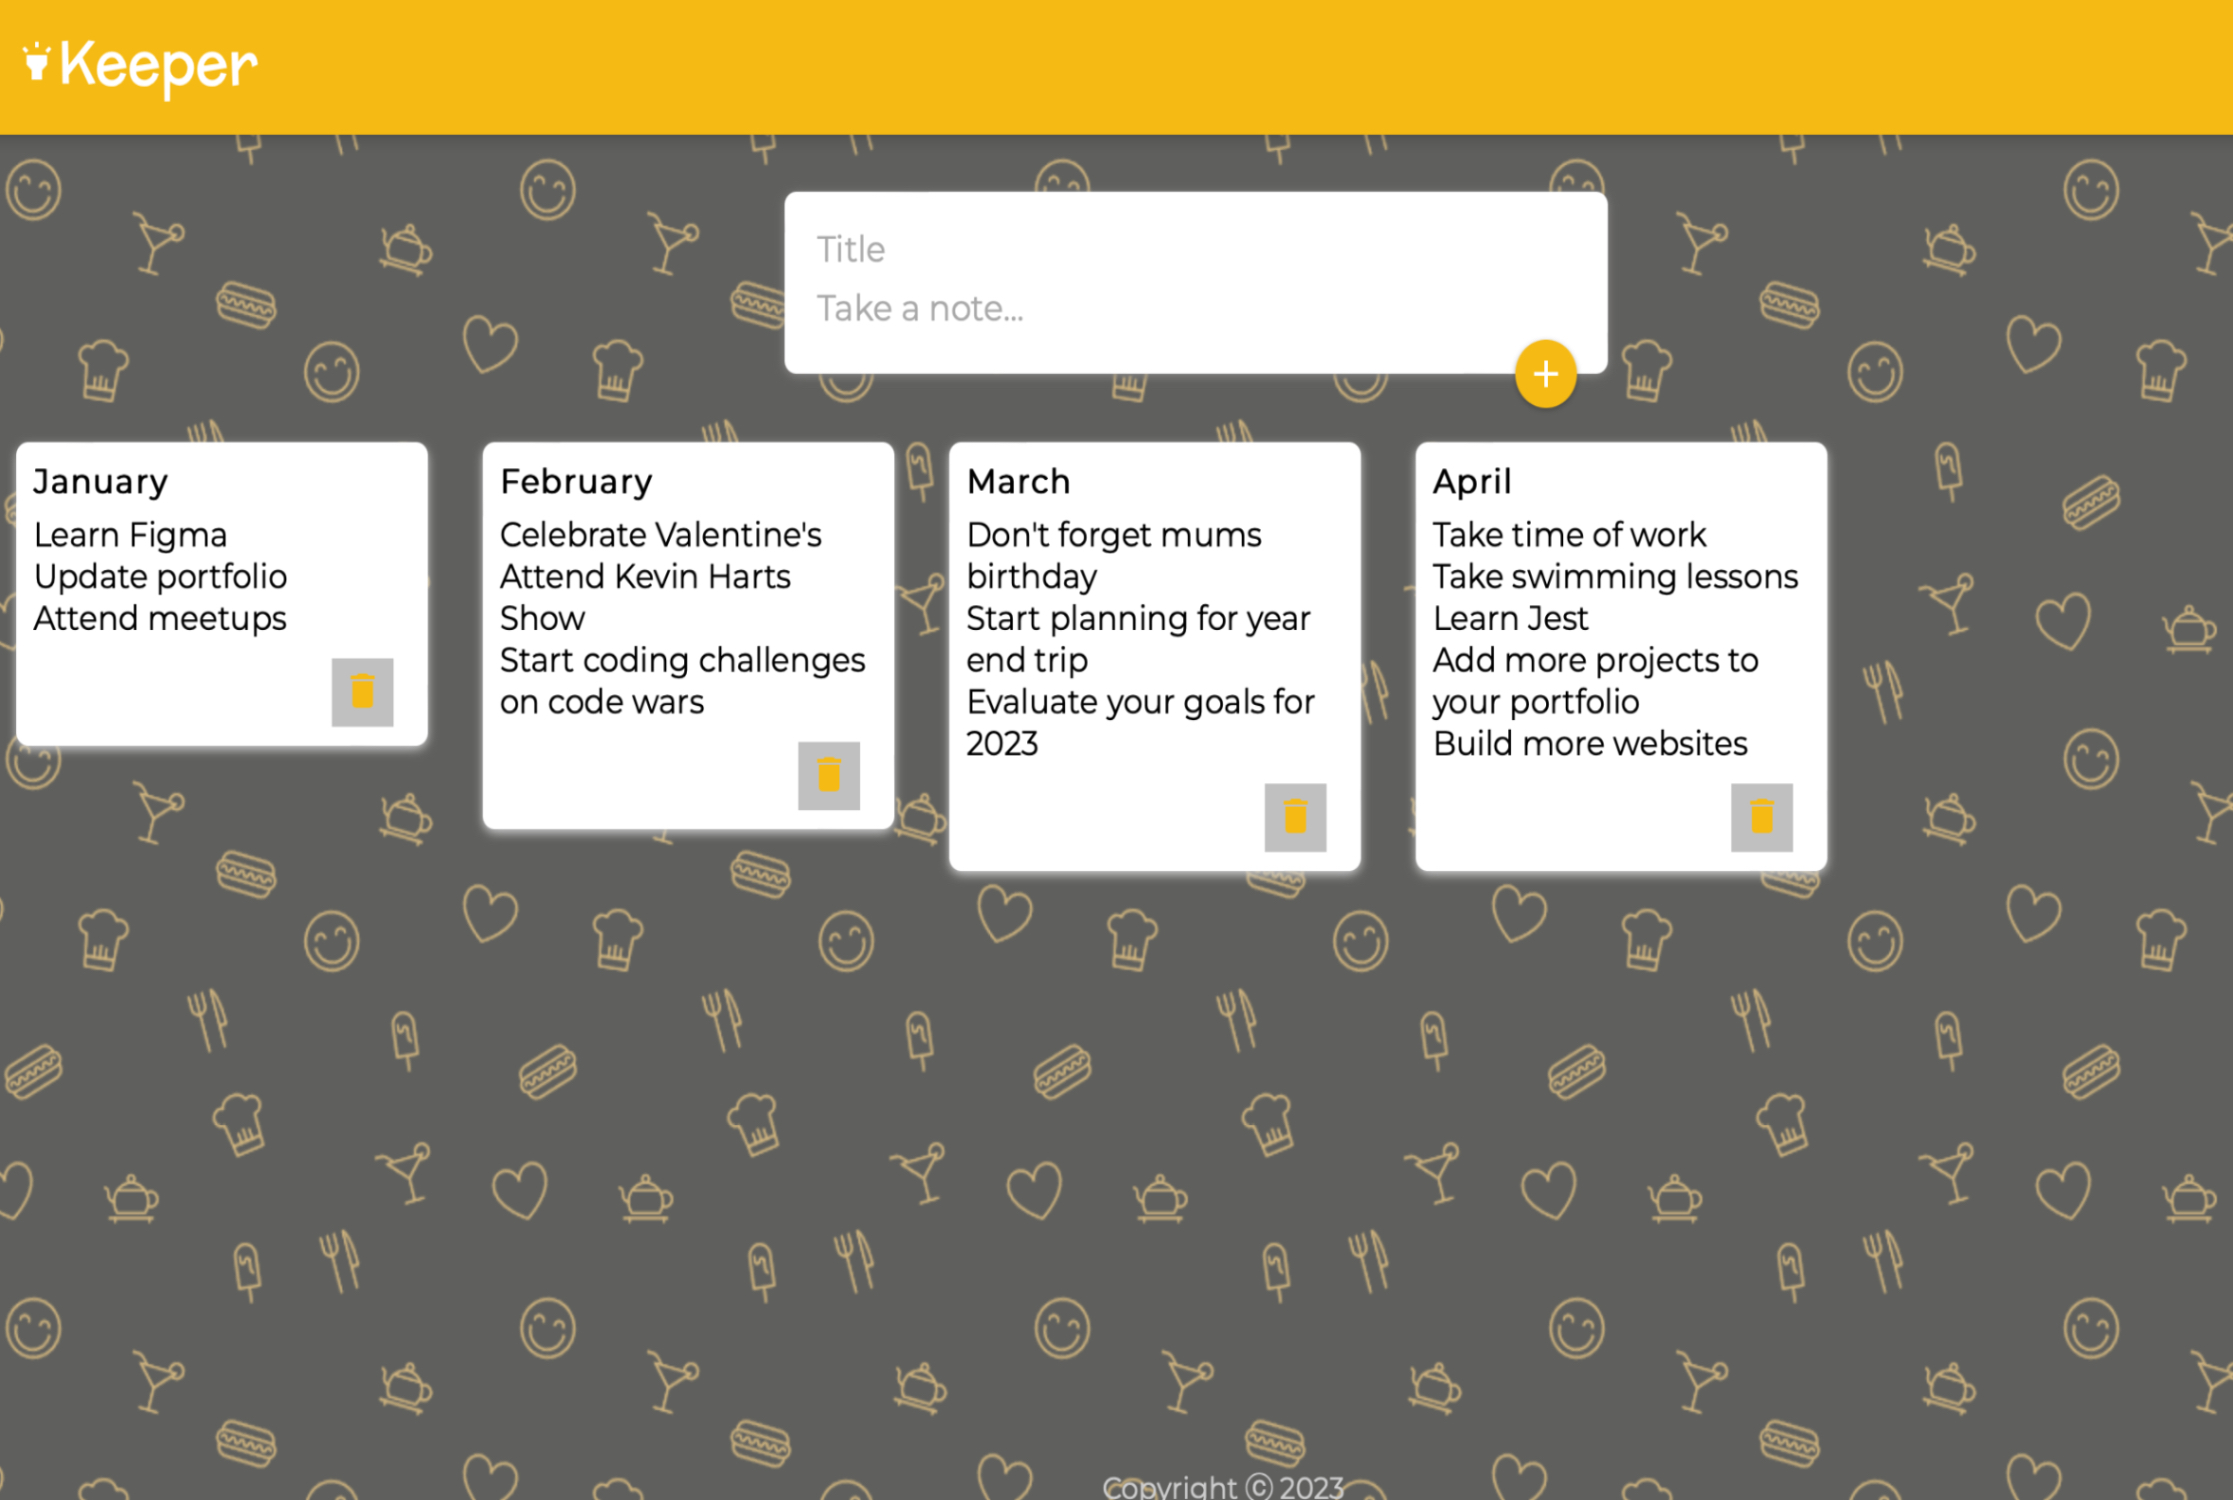 Keeper
Title
Take a note...
January
Learn Figma
Update portfolio
Attend meetups
February
Celebrate Valentine's
Attend Kevin Harts
Show
Start coding challenges
on code wars
March
Don't forget mums
birthday
Start planning for year
end trip
Evaluate your goals for
2023
April
Take time of work
Take swimming lessons
Learn Jest
Add more projects to
your portfolio
Build more websites
Copyright © 2023